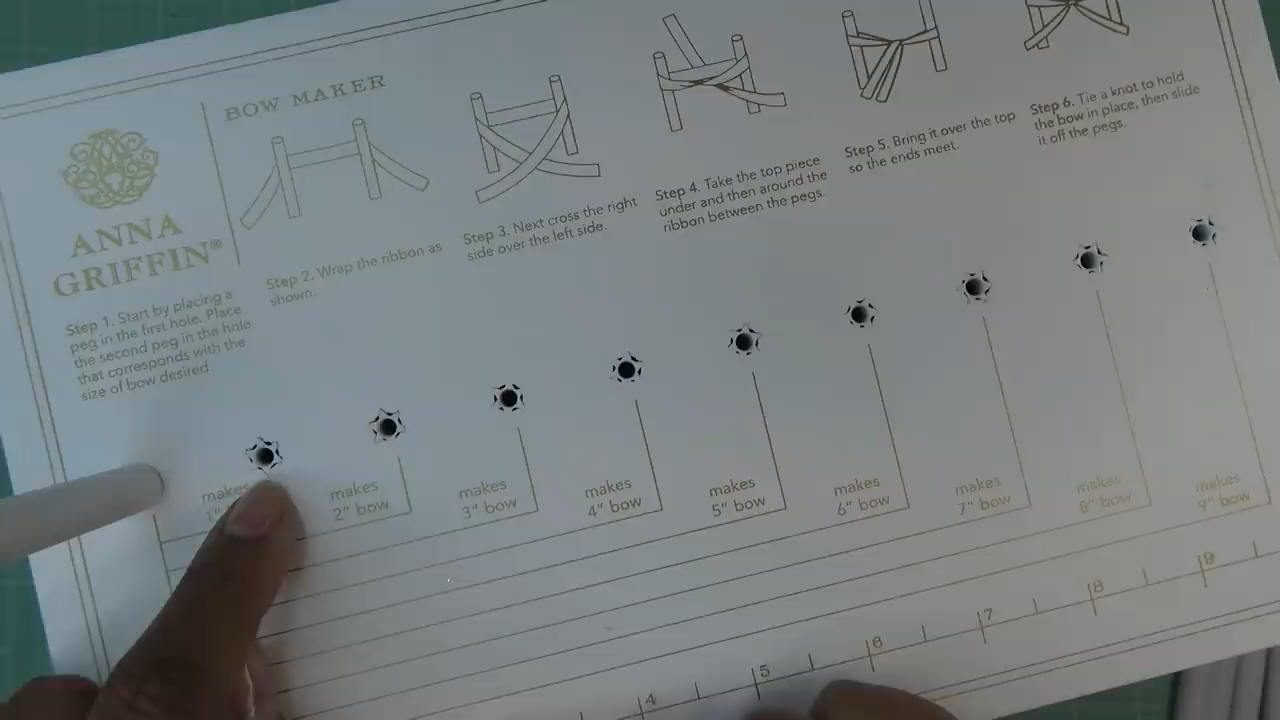 BOW MAKER
ANNA
GRIFFIN®
Step 1. Start by placing a
peg in the first hole. Place
the second peg in the hole
that corresponds with the
size of bow desired.
Step 2. Wrap the ribbon as
shown.
Step 3. Next cross the right
side over the left side.
Step 4. Take the top piece
under and then around the
ribbon between the pegs.
Step 5. Bring it over the top
so the ends meet.
Step 6. Tie a knot to hold
the bow in place, then slide
it off the pegs.
makes
1"
makes
2" bow
makes
3" bow
makes
4" bow
makes
5" bow
makes
6" bow
makes
7" bow
makes
8" bow
makes
9" bow
4 5 6 7 8 9